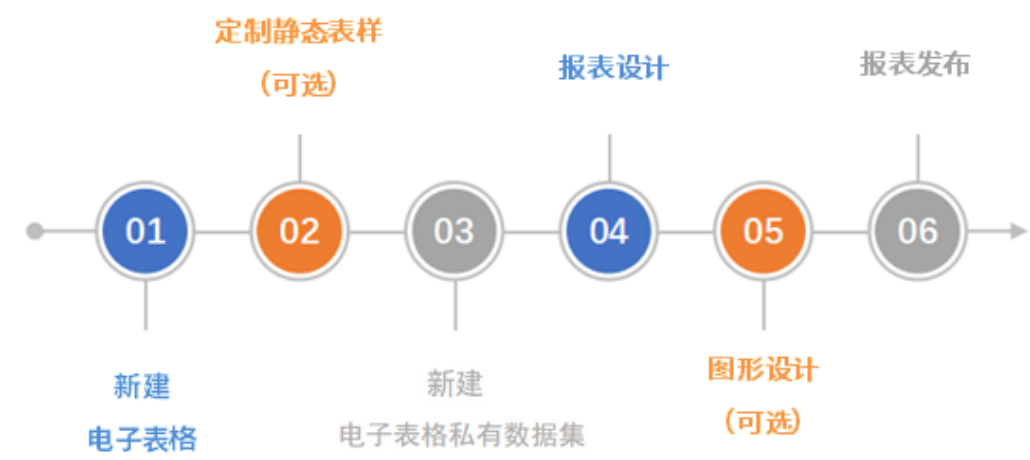 定制静态表样
（可选）
报表设计
报表发布
01
02
03
04
05
06
新建
电子表格
新建
电子表格私有数据集
图形设计
（可选）